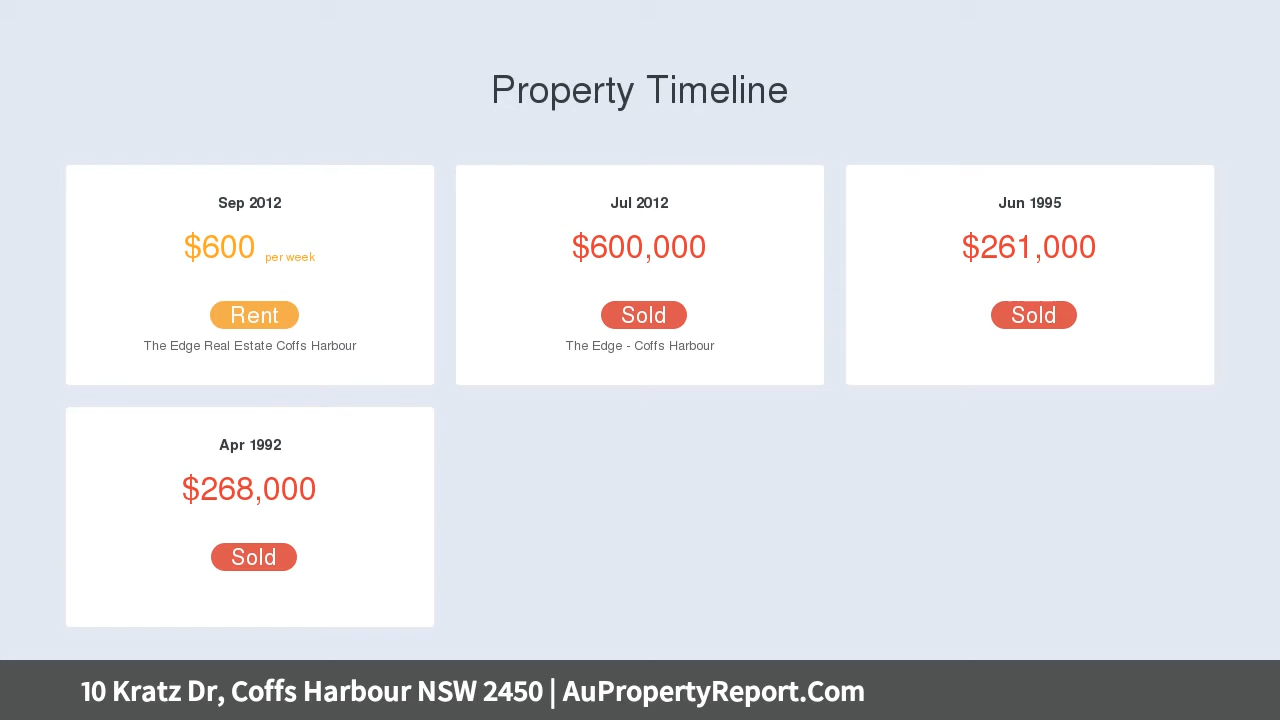 Property Timeline
Sep 2012
$600 per week
Rent
The Edge Real Estate Coffs Harbour
Jul 2012
$600,000
Sold
The Edge - Coffs Harbour
Jun 1995
$261,000
Sold
Apr 1992
$268,000
Sold
10 Kratz Dr, Coffs Harbour NSW 2450 | AuPropertyReport.Com